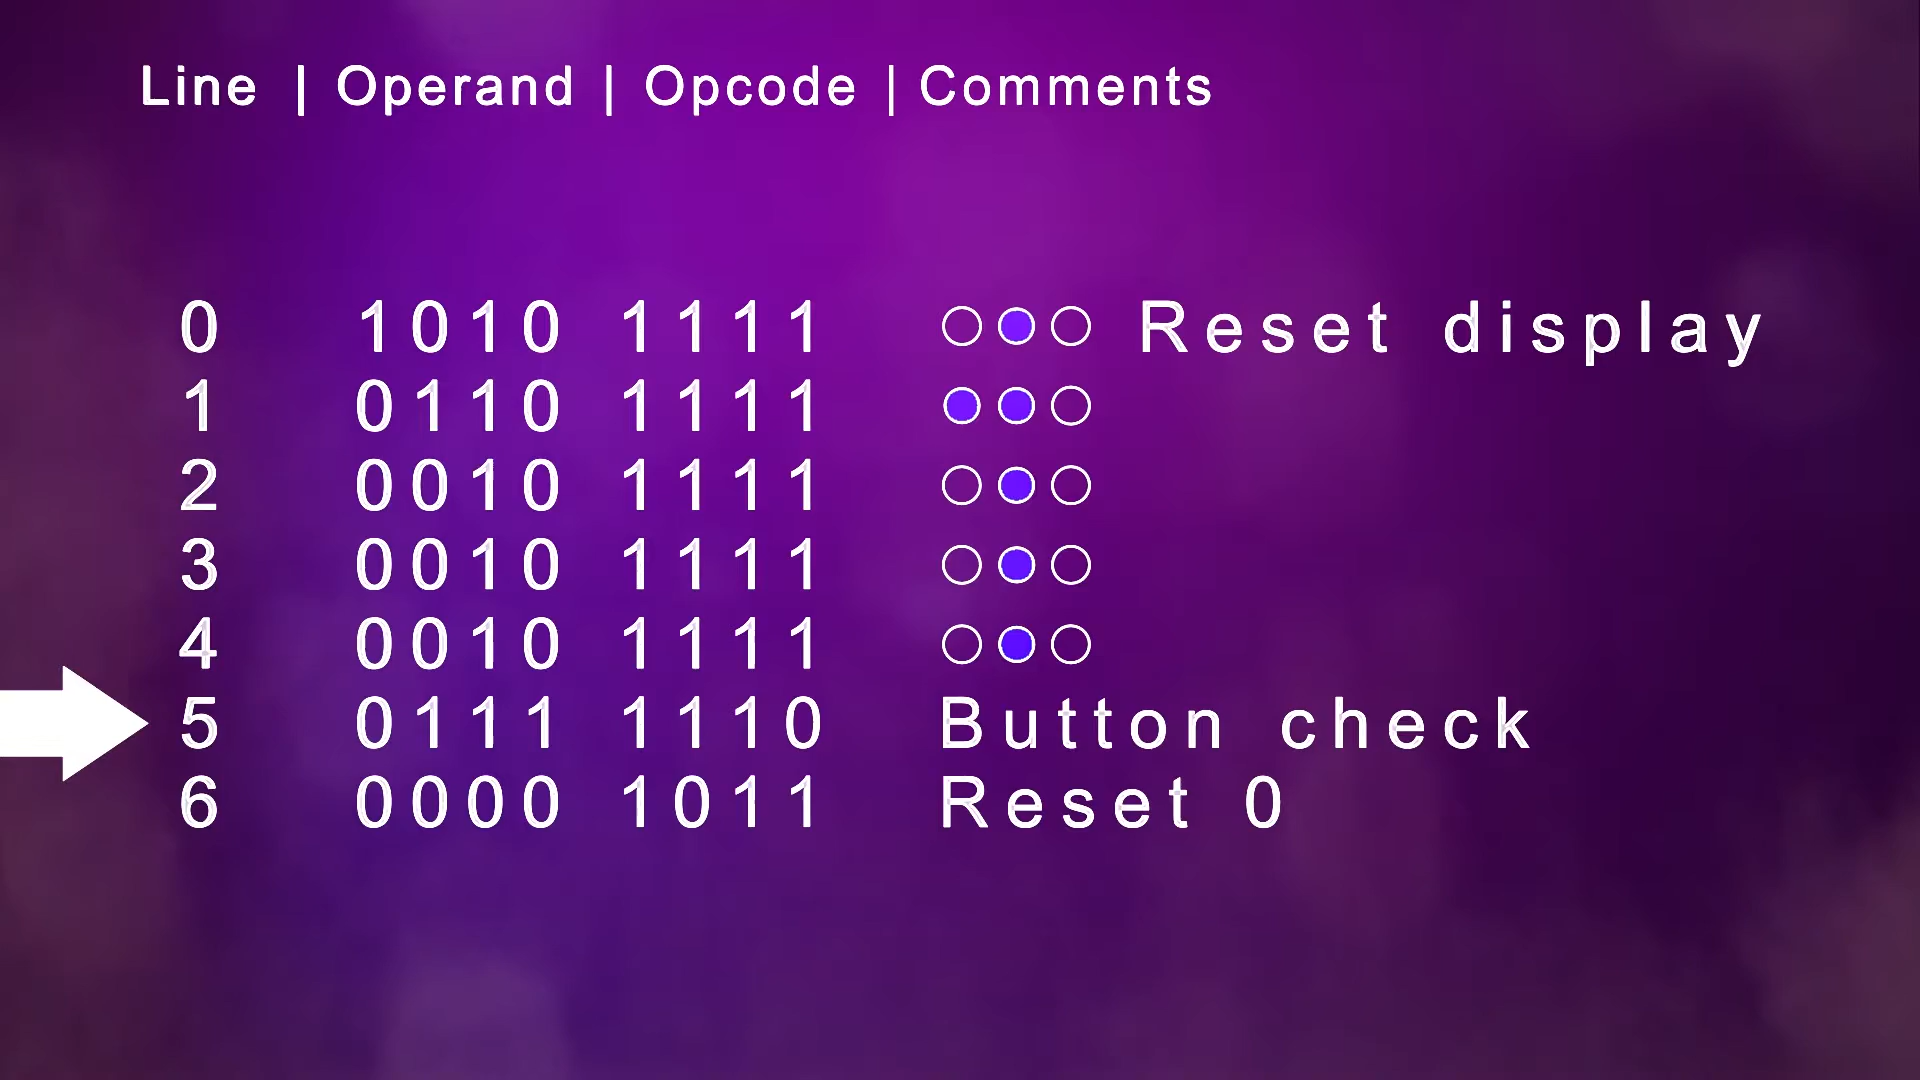 Line | Operand | Opcode | Comments
0 1010 1111 ○●○ Reset display
1 0110 1111 ●●○
2 0010 1111 ○●○
3 0010 1111 ○●○
4 0010 1111 ○●○
5 0111 1110 Button check
6 0000 1011 Reset 0